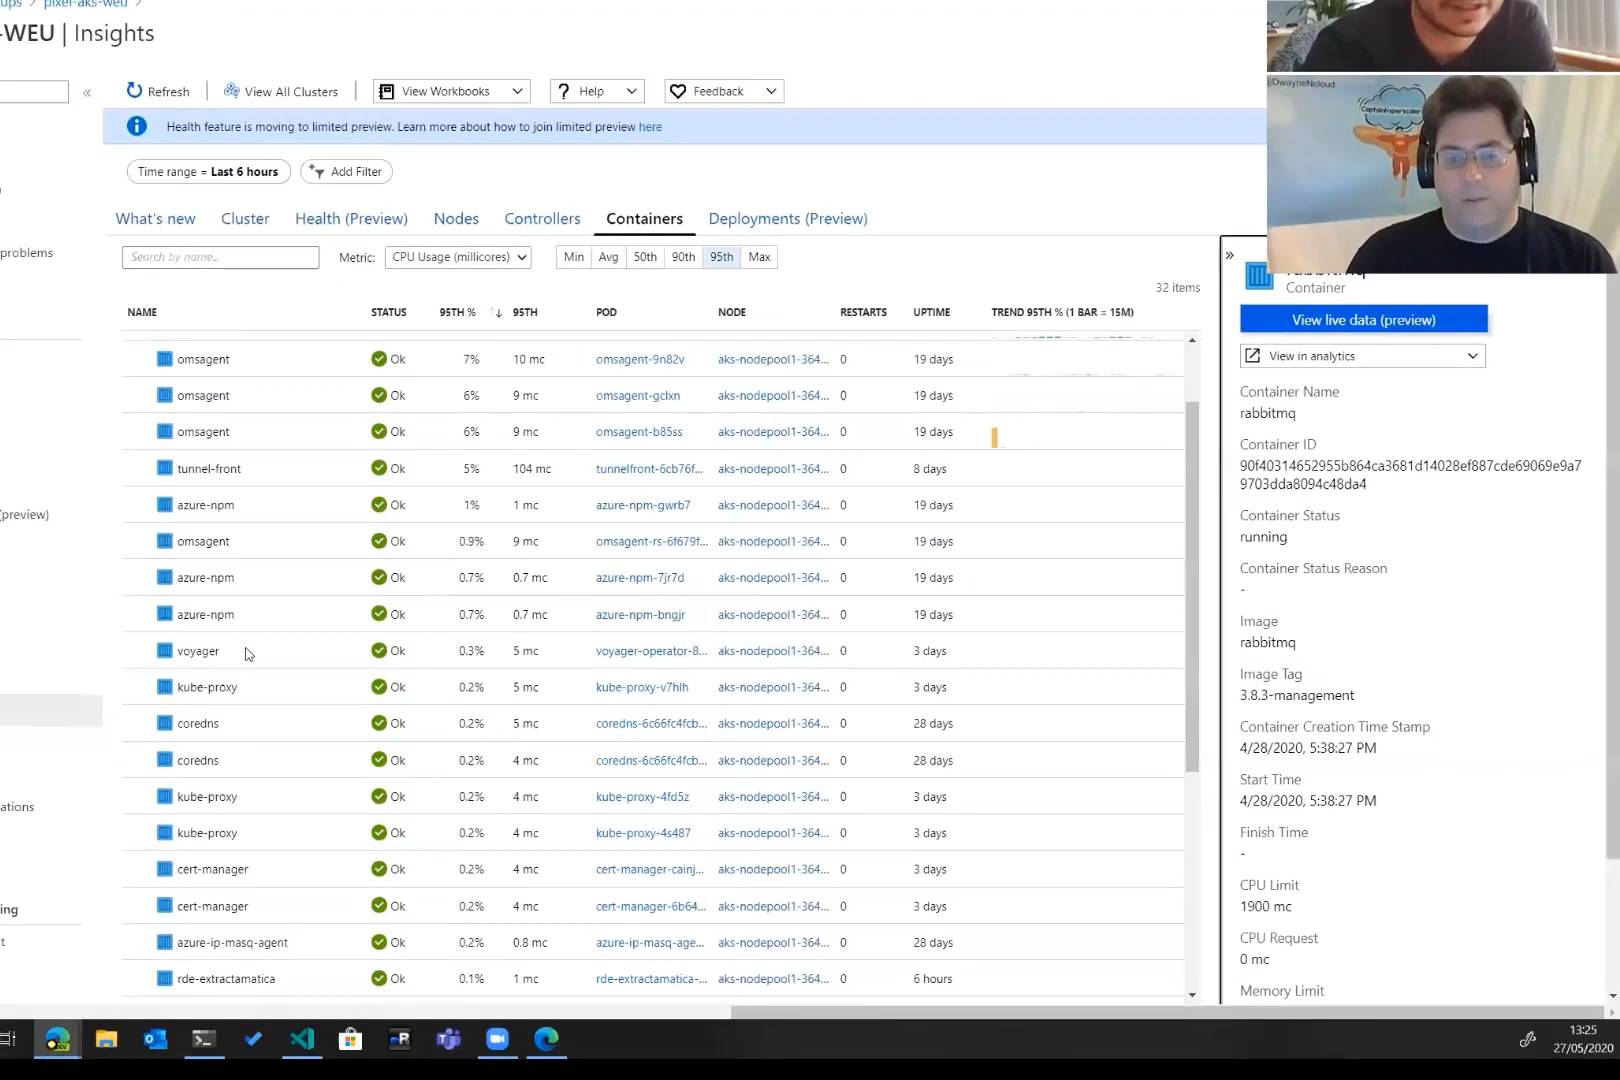 ups > pixel-aks-weu >
-WEU | Insights
@DwayneNcloud
Captainhyperscaler
«
Refresh
View All Clusters
View Workbooks
Help
Feedback
Health feature is moving to limited preview. Learn more about how to join limited preview here
Time range = Last 6 hours
Add Filter
What's new
Cluster
Health (Preview)
Nodes
Controllers
Containers
Deployments (Preview)
problems
(preview)
ations
ing
t
Search by name...
Metric:
CPU Usage (millicores)
Min Avg 50th 90th 95th Max
32 items
NAME STATUS 95TH % ↑↓ 95TH POD NODE RESTARTS UPTIME TREND 95TH % (1 BAR = 15M)
omsagent Ok 7% 10 mc omsagent-9n82v aks-nodepool1-364... 0 19 days
omsagent Ok 6% 9 mc omsagent-gclxn aks-nodepool1-364... 0 19 days
omsagent Ok 6% 9 mc omsagent-b85ss aks-nodepool1-364... 0 19 days
tunnel-front Ok 5% 104 mc tunnelfront-6cb76f... aks-nodepool1-364... 0 8 days
azure-npm Ok 1% 1 mc azure-npm-gwrb7 aks-nodepool1-364... 0 19 days
omsagent Ok 0.9% 9 mc omsagent-rs-6f679f... aks-nodepool1-364... 0 19 days
azure-npm Ok 0.7% 0.7 mc azure-npm-7jr7d aks-nodepool1-364... 0 19 days
azure-npm Ok 0.7% 0.7 mc azure-npm-bngjr aks-nodepool1-364... 0 19 days
voyager Ok 0.3% 5 mc voyager-operator-8... aks-nodepool1-364... 0 3 days
kube-proxy Ok 0.2% 5 mc kube-proxy-v7hlh aks-nodepool1-364... 0 3 days
coredns Ok 0.2% 5 mc coredns-6c66fc4fcb... aks-nodepool1-364... 0 28 days
coredns Ok 0.2% 4 mc coredns-6c66fc4fcb... aks-nodepool1-364... 0 28 days
kube-proxy Ok 0.2% 4 mc kube-proxy-4fd5z aks-nodepool1-364... 0 3 days
kube-proxy Ok 0.2% 4 mc kube-proxy-4s487 aks-nodepool1-364... 0 3 days
cert-manager Ok 0.2% 4 mc cert-manager-cainj... aks-nodepool1-364... 0 3 days
cert-manager Ok 0.2% 4 mc cert-manager-6b64... aks-nodepool1-364... 0 3 days
azure-ip-masq-agent Ok 0.2% 0.8 mc azure-ip-masq-age... aks-nodepool1-364... 0 28 days
rde-extractamatica Ok 0.1% 1 mc rde-extractamatica-... aks-nodepool1-364... 0 6 hours
»
Container
View live data (preview)
View in analytics
Container Name
rabbitmq
Container ID
90f40314652955b864ca3681d14028ef887cde69069e9a7
9703dda8094c48da4
Container Status
running
Container Status Reason
-
Image
rabbitmq
Image Tag
3.8.3-management
Container Creation Time Stamp
4/28/2020, 5:38:27 PM
Start Time
4/28/2020, 5:38:27 PM
Finish Time
-
CPU Limit
1900 mc
CPU Request
0 mc
Memory Limit
13:25
27/05/2020